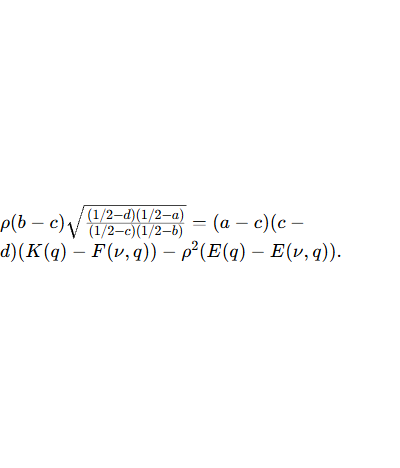 ρ(b − c)√((1/2−d)(1/2−a)/(1/2−c)(1/2−b)) = (a − c)(c −
d)(K(q) − F(ν, q)) − ρ²(E(q) − E(ν, q)).